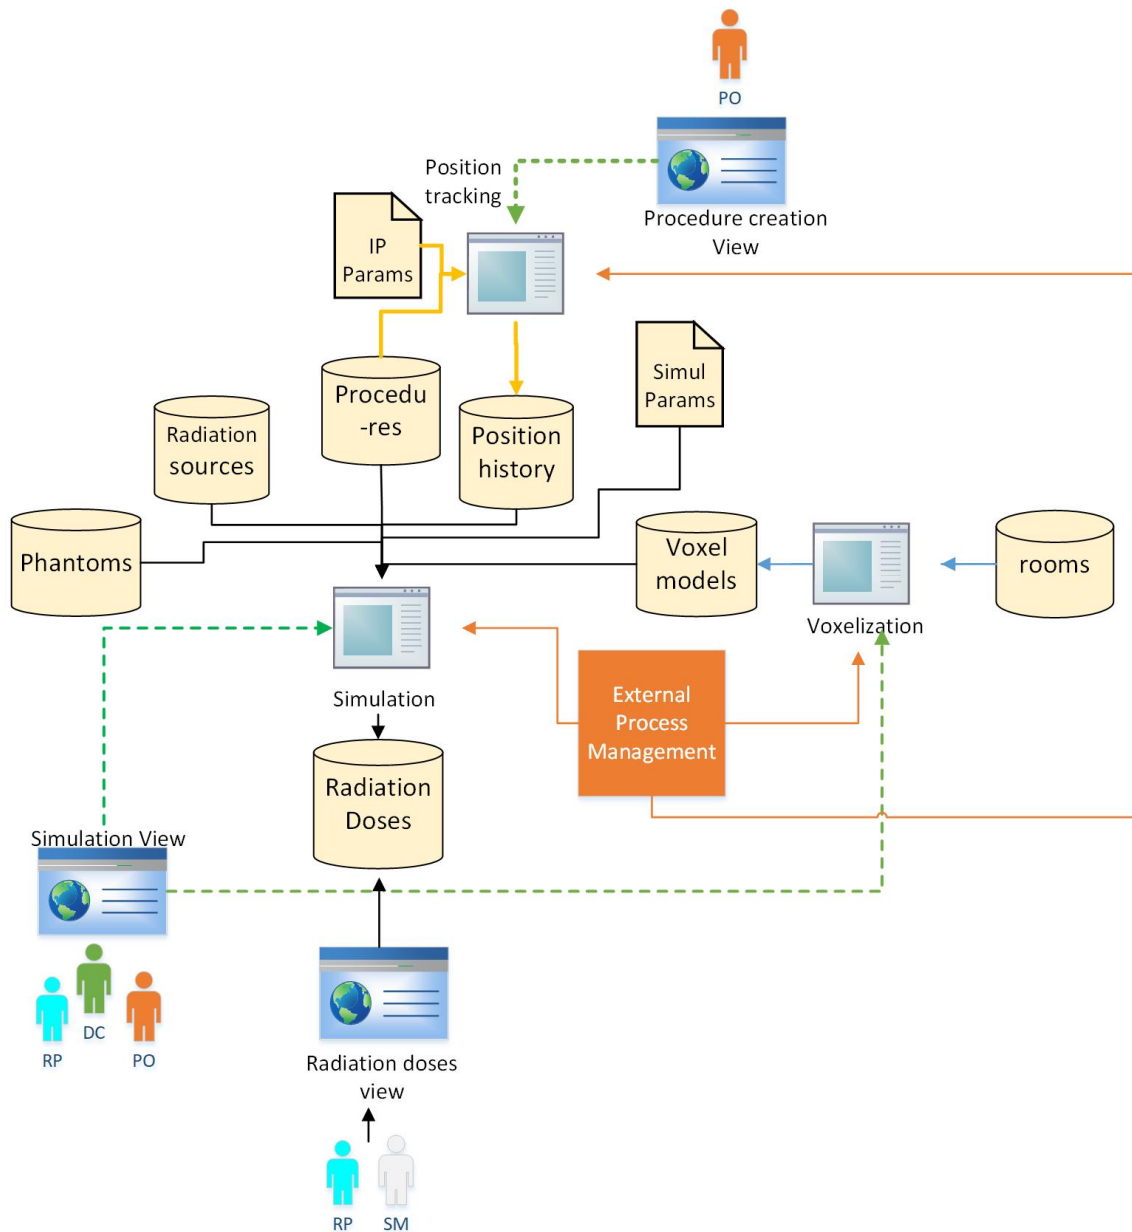 PO
Position
tracking
Procedure creation
View
IP
Params
Simul
Params
Procedu
-res
Radiation
sources
Position
history
Phantoms
Voxel
models
rooms
Voxelization
Simulation
External
Process
Management
Radiation
Doses
Simulation View
RP
DC
PO
Radiation doses
view
RP
SM